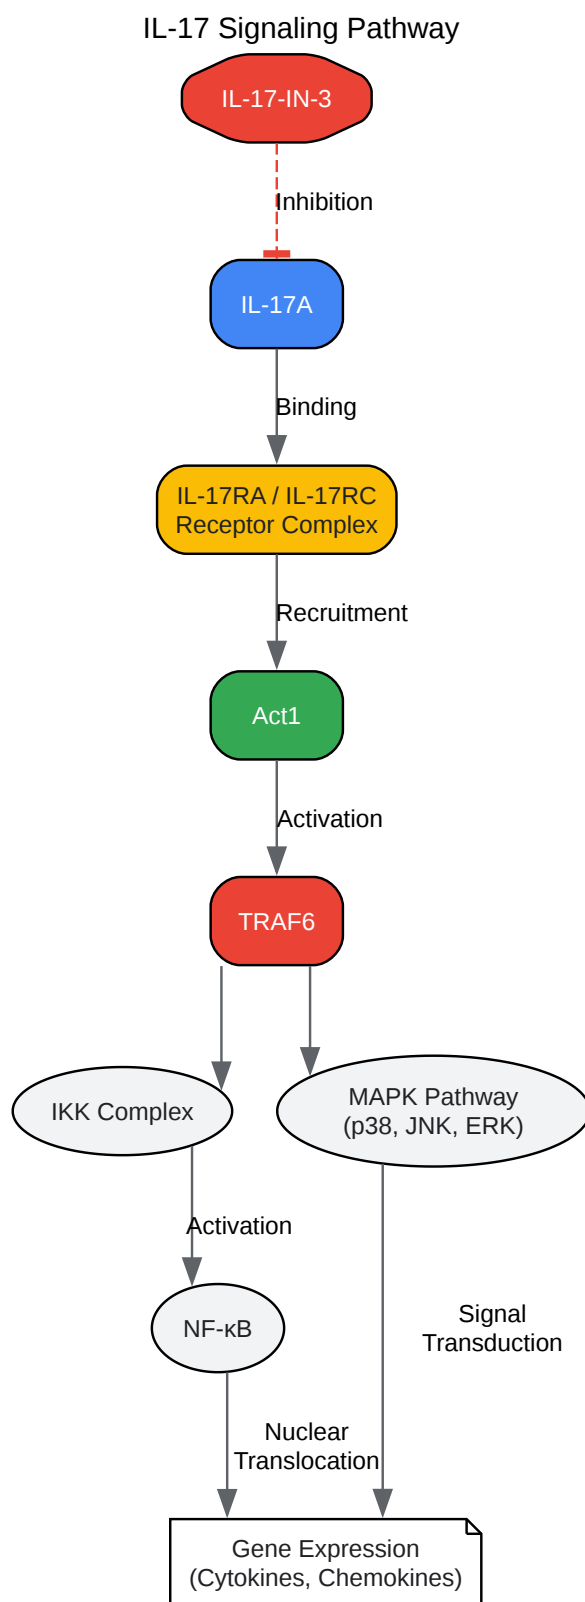 IL-17 Signaling Pathway
IL-17-IN-3
Inhibition
IL-17A
Binding
IL-17RA / IL-17RC
Receptor Complex
Recruitment
Act1
Activation
TRAF6
IKK Complex
MAPK Pathway
(p38, JNK, ERK)
Activation
NF-κB
Signal
Transduction
Nuclear
Translocation
Gene Expression
(Cytokines, Chemokines)